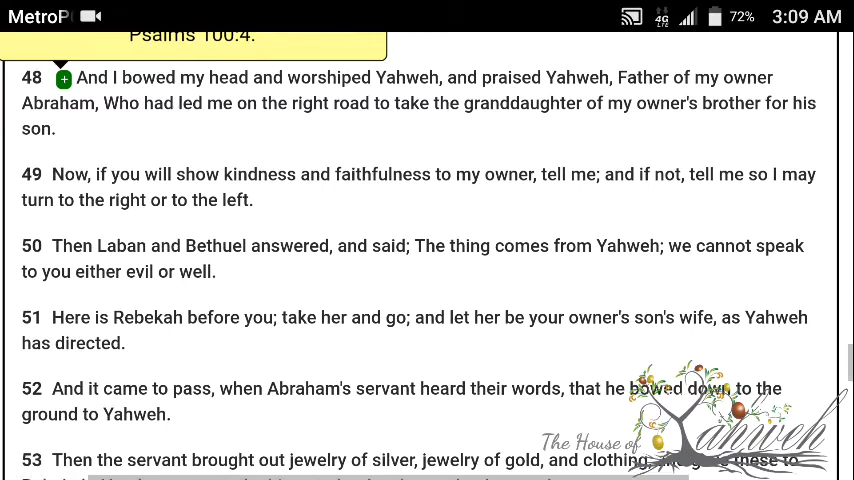 MetroP
4G
LTE
72%
3:09 AM
Psalms 100:4.
48 + And I bowed my head and worshiped Yahweh, and praised Yahweh, Father of my owner
Abraham, Who had led me on the right road to take the granddaughter of my owner's brother for his
son.
49 Now, if you will show kindness and faithfulness to my owner, tell me; and if not, tell me so I may
turn to the right or to the left.
50 Then Laban and Bethuel answered, and said; The thing comes from Yahweh; we cannot speak
to you either evil or well.
51 Here is Rebekah before you; take her and go; and let her be your owner's son's wife, as Yahweh
has directed.
52 And it came to pass, when Abraham's servant heard their words, that he bowed down to the
ground to Yahweh.
The House of
Yahweh
53 Then the servant brought out jewelry of silver, jewelry of gold, and clothing, these to